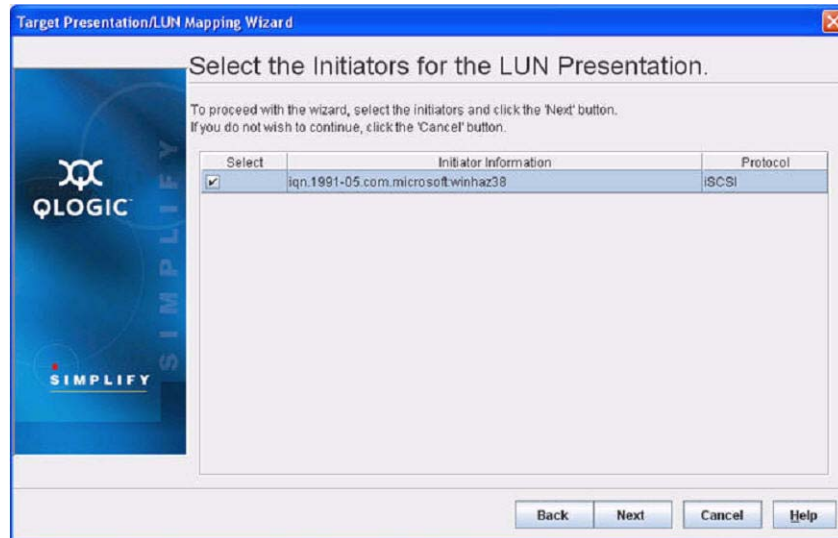 Target Presentation/LUN Mapping Wizard
Select the Initiators for the LUN Presentation.
To proceed with the wizard, select the initiators and click the 'Next' button.
If you do not wish to continue, click the 'Cancel' button.
Select Initiator Information Protocol
iqn.1991-05.com.microsoft:winhaz38 iSCSI
QLOGIC
SIMPLIFY
SIMPLIFY
Back Next Cancel Help